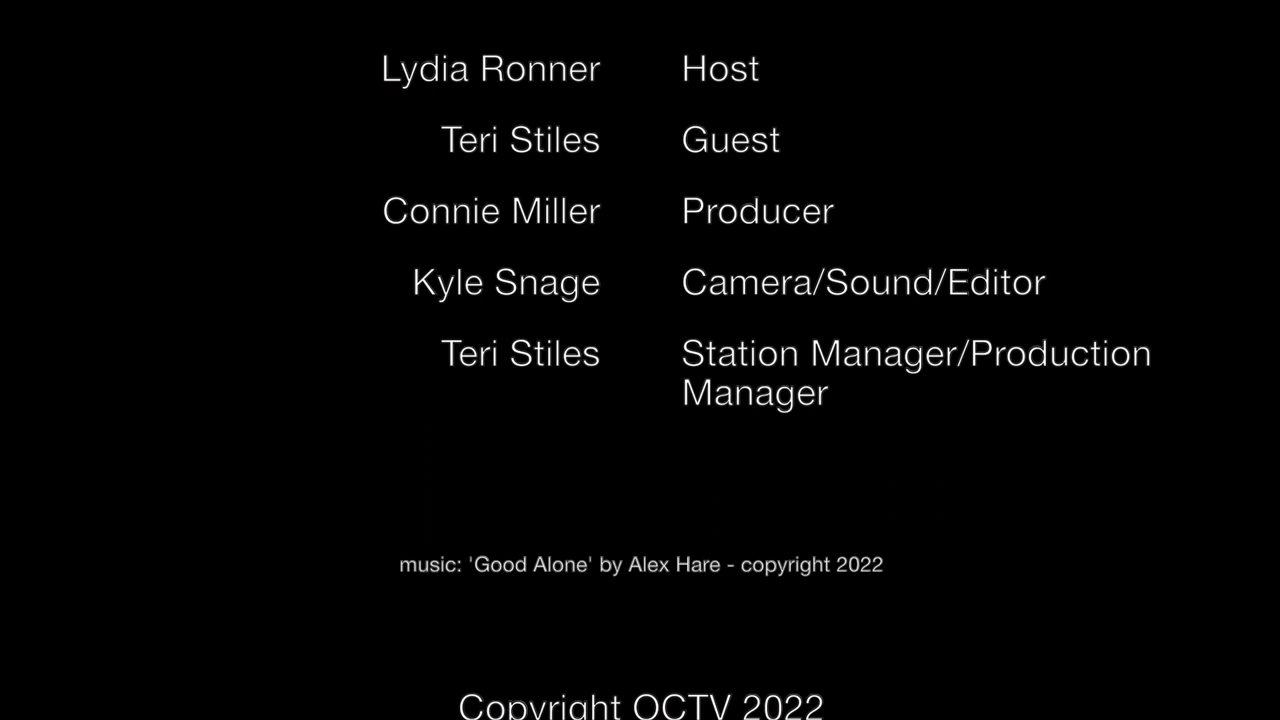 Lydia Ronner Host
Teri Stiles Guest
Connie Miller Producer
Kyle Snage Camera/Sound/Editor
Teri Stiles Station Manager/Production
Manager
music: 'Good Alone' by Alex Hare - copyright 2022
Copyright OCTV 2022